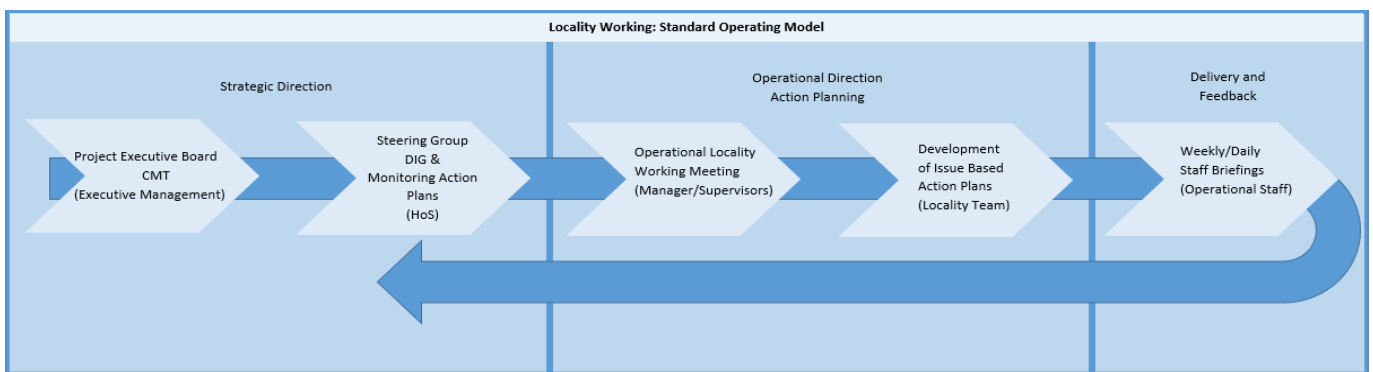 Locality Working: Standard Operating Model
Strategic Direction
Operational Direction
Action Planning
Delivery and
Feedback
Project Executive Board
CMT
(Executive Management)
Steering Group
DIG &
Monitoring Action
Plans
(HoS)
Operational Locality
Working Meeting
(Manager/Supervisors)
Development
of Issue Based
Action Plans
(Locality Team)
Weekly/Daily
Staff Briefings
(Operational Staff)